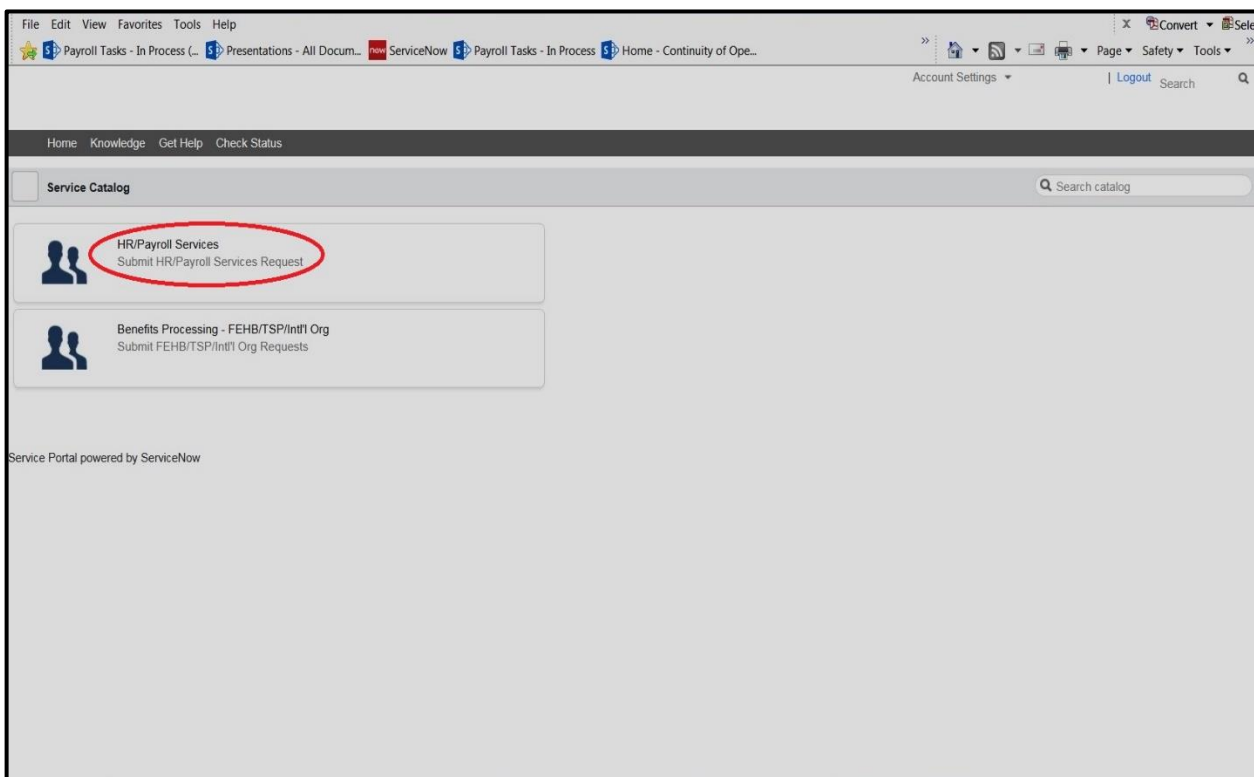 File Edit View Favorites Tools Help
X Convert Sele
Payroll Tasks - In Process (... Presentations - All Docum... now ServiceNow Payroll Tasks - In Process Home - Continuity of Ope... » Page Safety Tools »
Account Settings | Logout Search
Home Knowledge Get Help Check Status
Service Catalog Search catalog
HR/Payroll Services
Submit HR/Payroll Services Request
Benefits Processing - FEHB/TSP/Int'l Org
Submit FEHB/TSP/Int'l Org Requests
Service Portal powered by ServiceNow